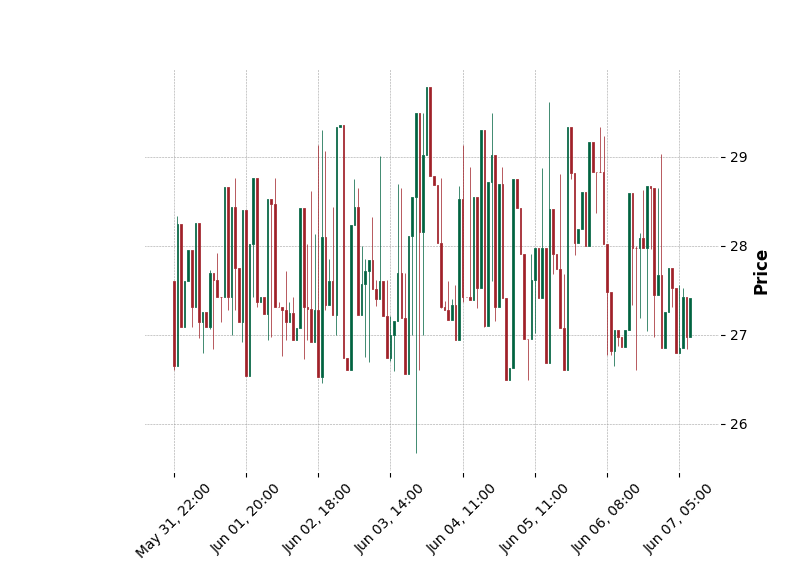 29
28
27
26
Price
May 31, 22:00
Jun 01, 20:00
Jun 02, 18:00
Jun 03, 14:00
Jun 04, 11:00
Jun 05, 11:00
Jun 06, 08:00
Jun 07, 05:00